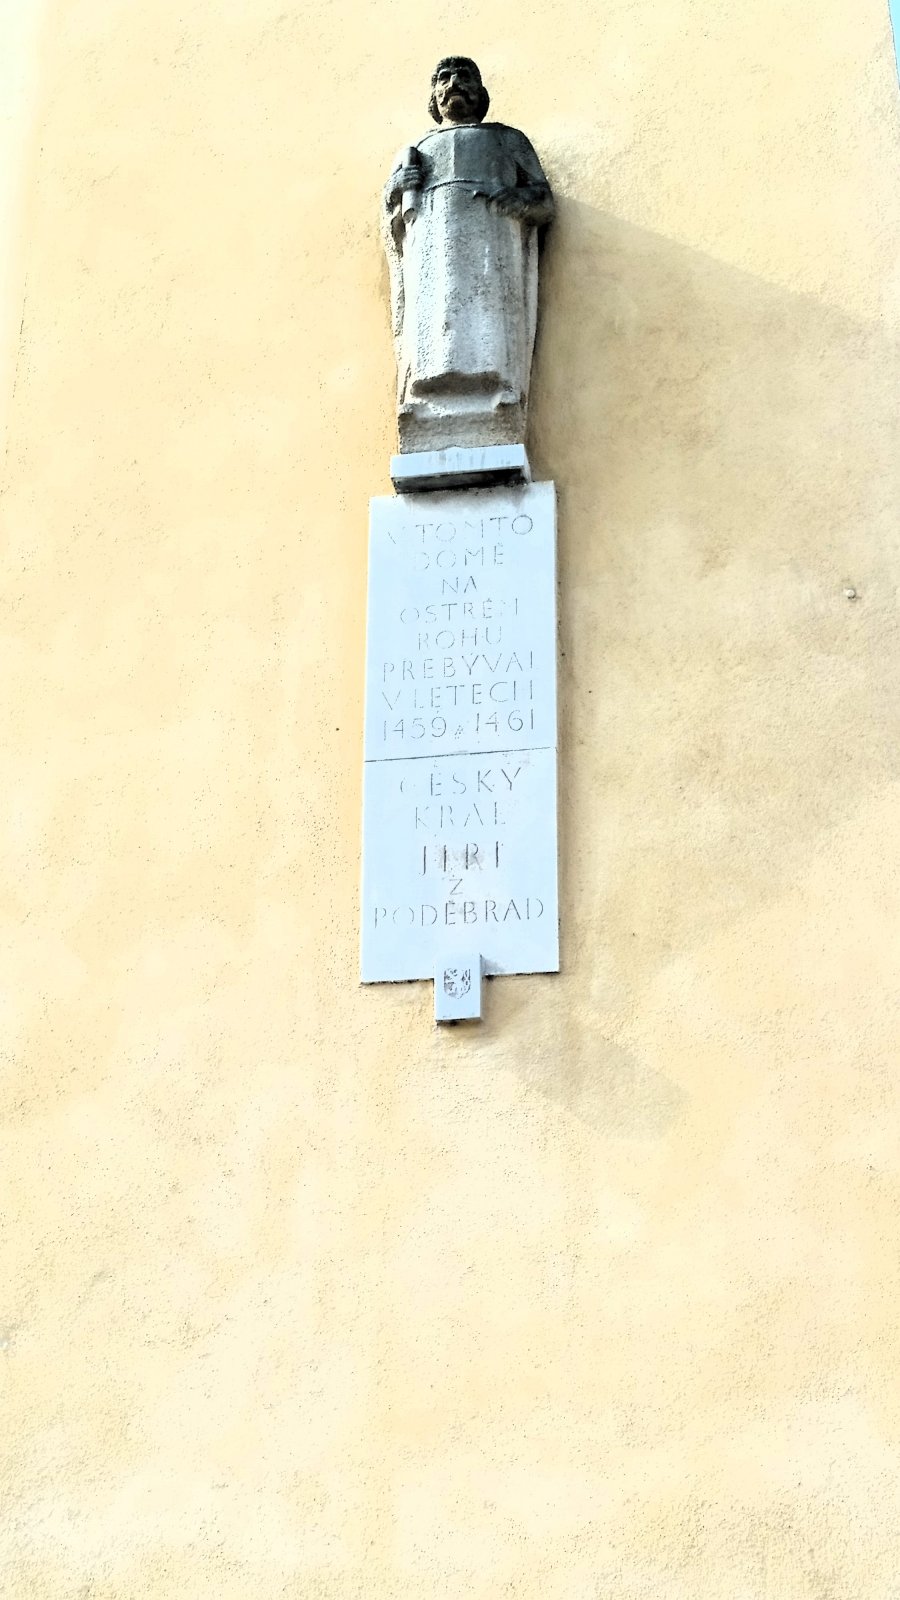 V TOMTO
DOMĚ
NA
OSTRÉM
ROHU
PŘEBÝVAL
V LETECH
1459 A 1461
ČESKÝ
KRÁL
JIŘÍ
Z
PODĚBRAD